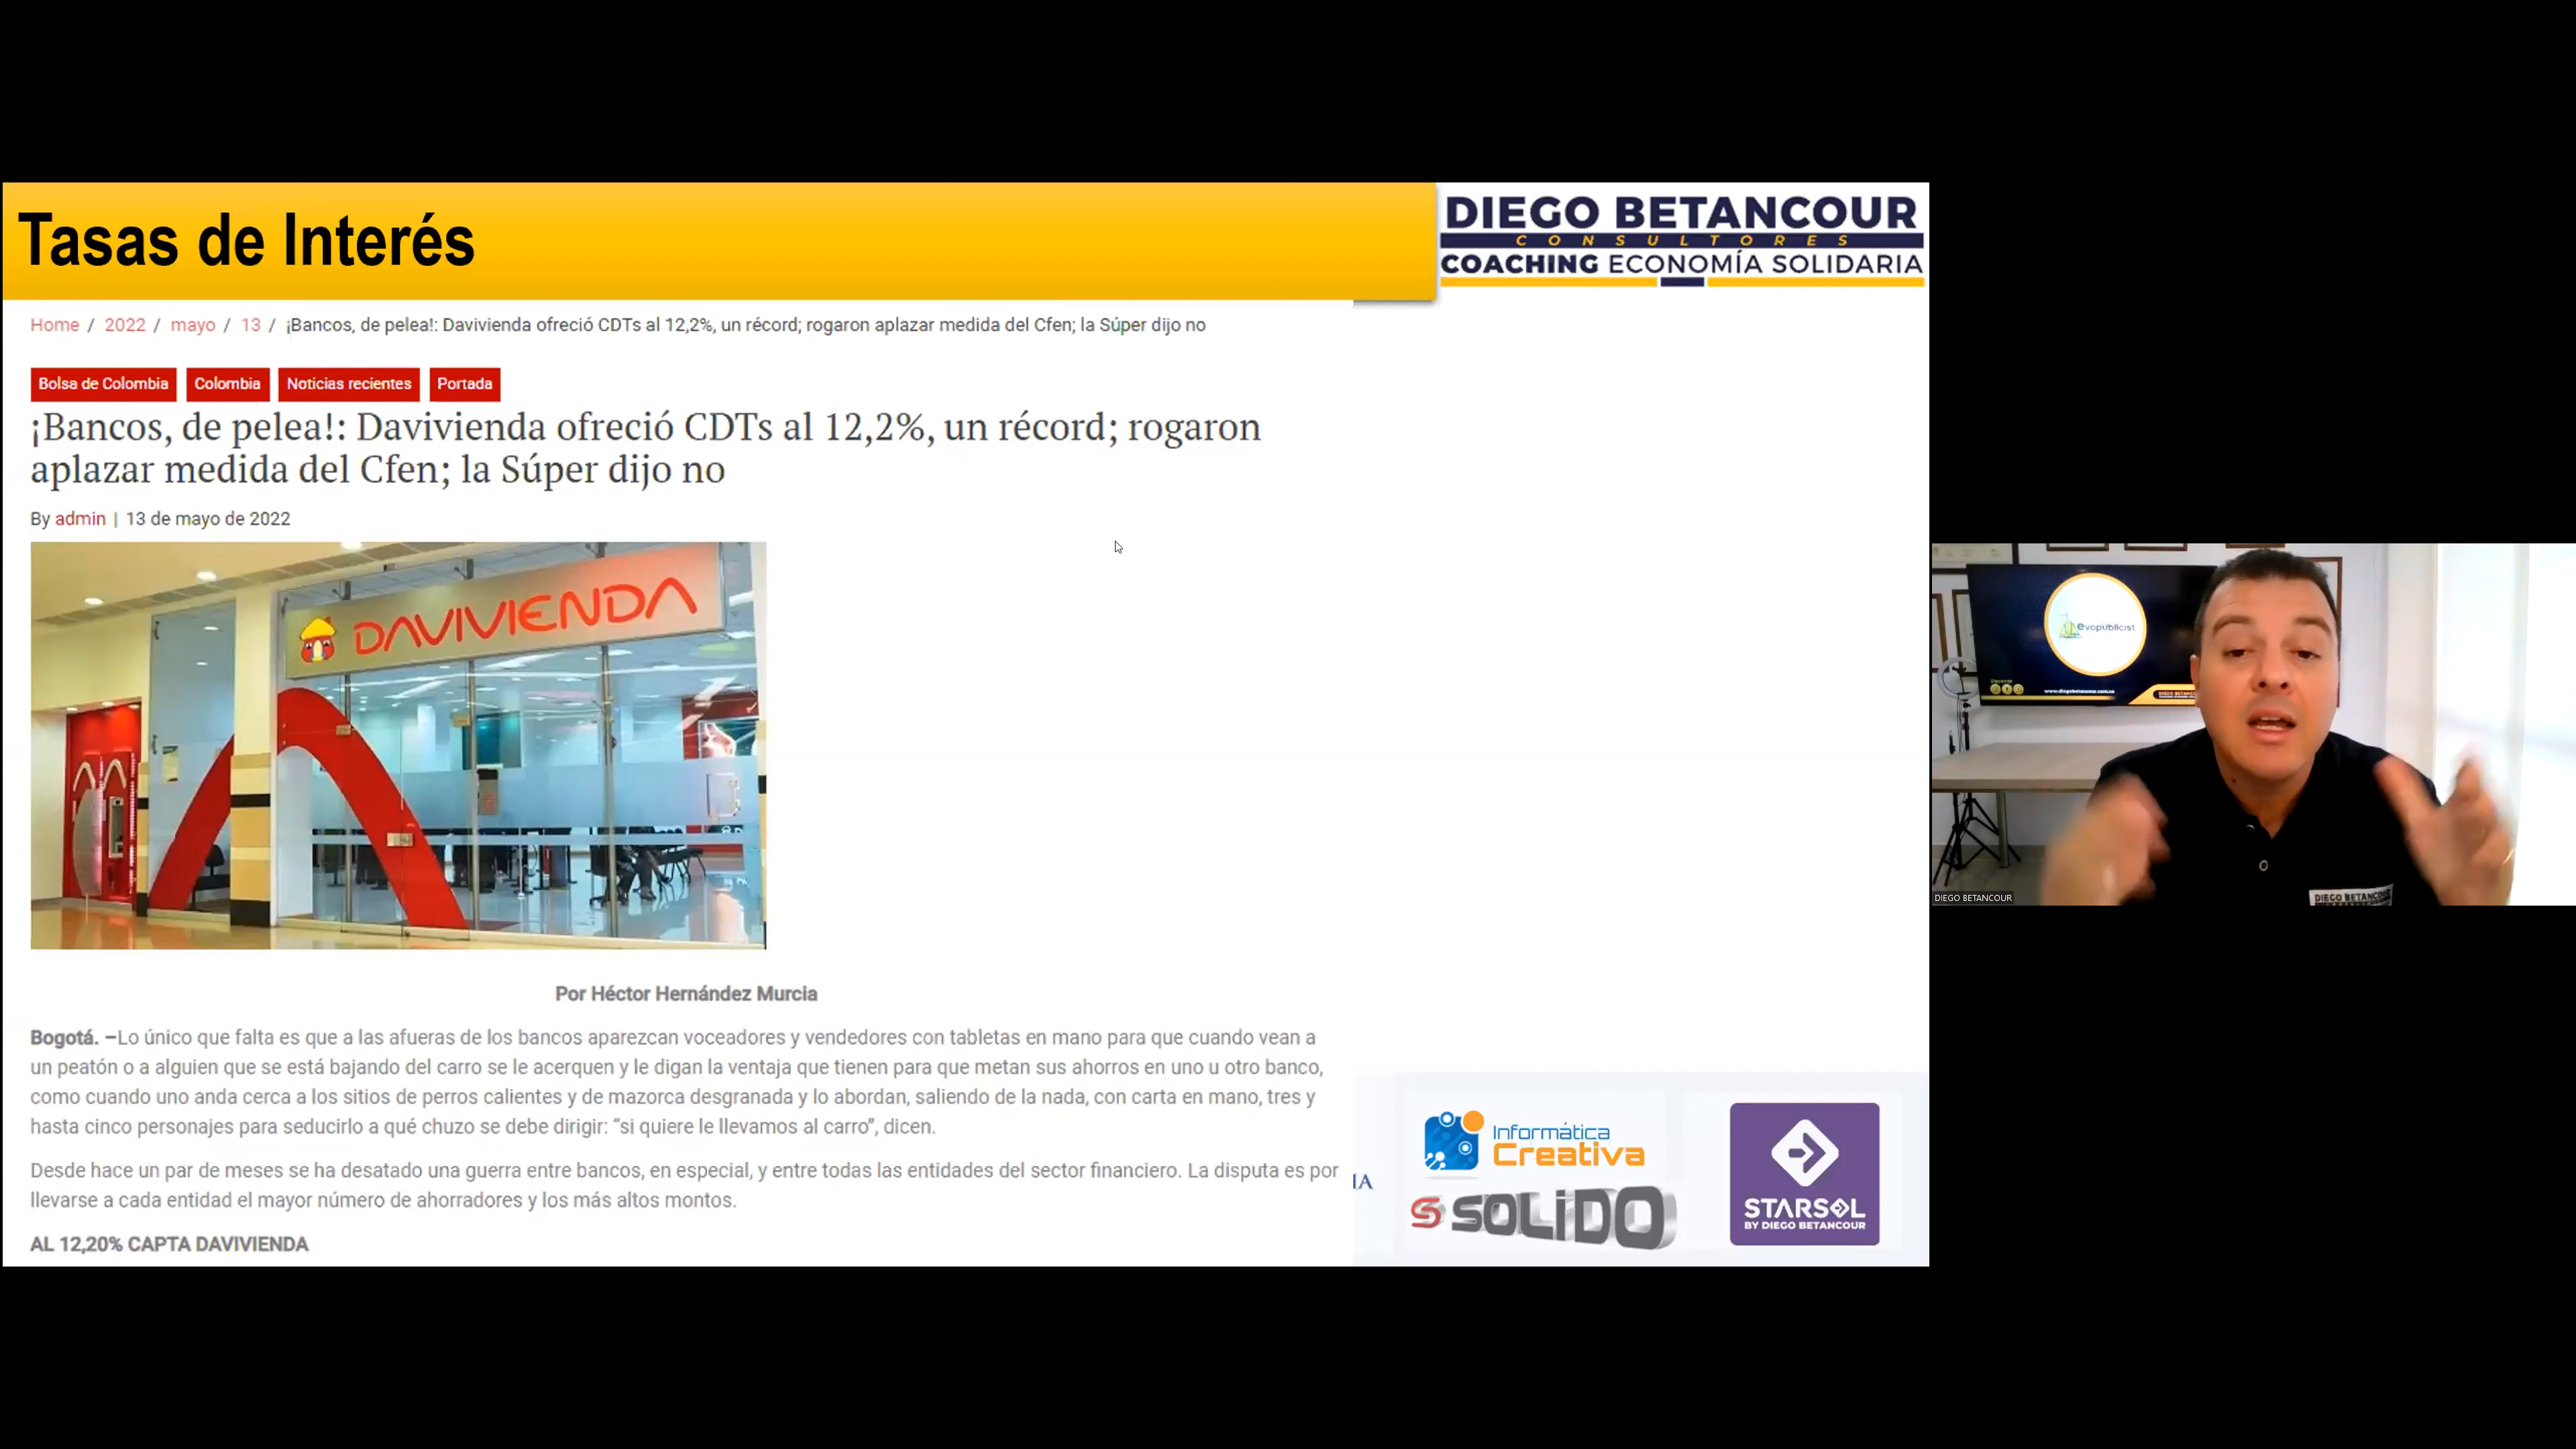 Tasas de Interés
DIEGO BETANCOUR
CONSULTORES
COACHING ECONOMÍA SOLIDARIA
Home / 2022 / mayo / 13 / ¡Bancos, de pelea!: Davivienda ofreció CDTs al 12,2%, un récord; rogaron aplazar medida del Cfen; la Súper dijo no
Bolsa de Colombia Colombia Noticias recientes Portada
¡Bancos, de pelea!: Davivienda ofreció CDTs al 12,2%, un récord; rogaron
aplazar medida del Cfen; la Súper dijo no
By admin | 13 de mayo de 2022
DAVIVIENDA
Por Héctor Hernández Murcia
Bogotá. –Lo único que falta es que a las afueras de los bancos aparezcan voceadores y vendedores con tabletas en mano para que cuando vean a
un peatón o a alguien que se está bajando del carro se le acerquen y le digan la ventaja que tienen para que metan sus ahorros en uno u otro banco,
como cuando uno anda cerca a los sitios de perros calientes y de mazorca desgranada y lo abordan, saliendo de la nada, con carta en mano, tres y
hasta cinco personajes para seducirlo a qué chuzo se debe dirigir: “si quiere le llevamos al carro”, dicen.
Desde hace un par de meses se ha desatado una guerra entre bancos, en especial, y entre todas las entidades del sector financiero. La disputa es por
llevarse a cada entidad el mayor número de ahorradores y los más altos montos.
AL 12,20% CAPTA DAVIVIENDA
IA
Informática
Creativa
S SOLiDO
STARSOL
BY DIEGO BETANCOUR
evopublicist
www.diegobetancour.com.co
DIEGO BETANCOUR
DIEGO BETANCOUR